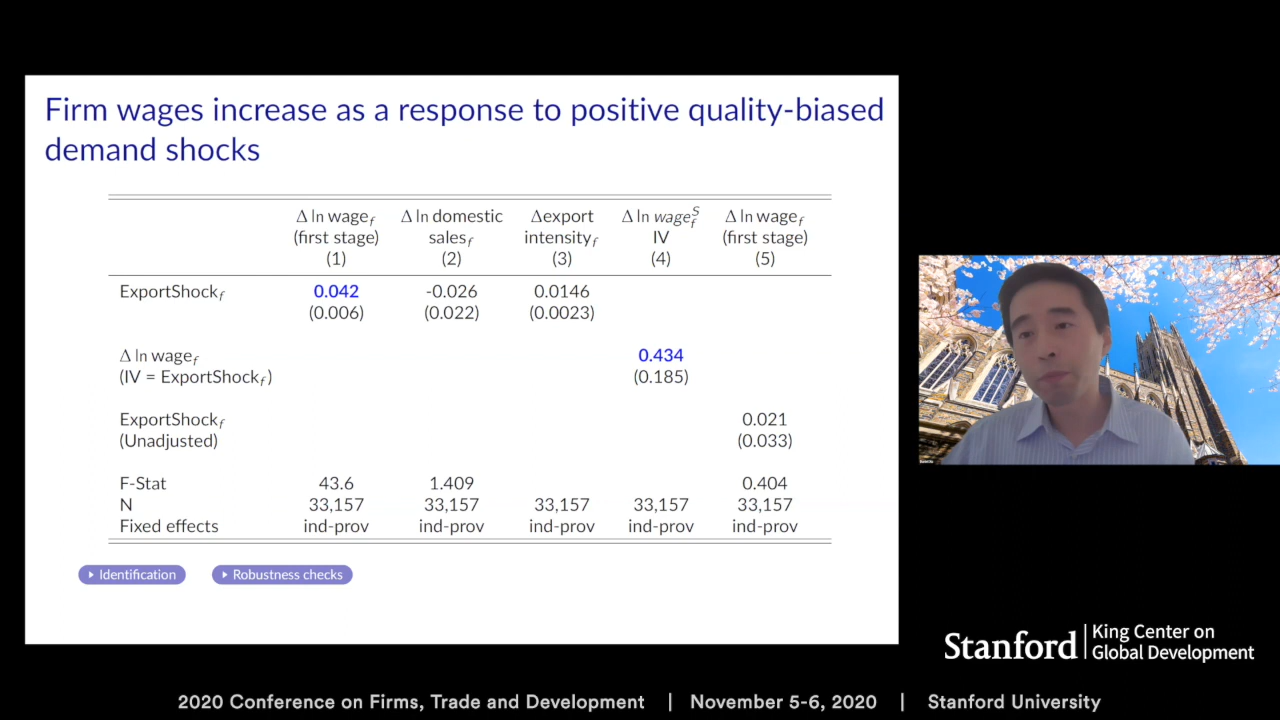 Firm wages increase as a response to positive quality-biased
demand shocks
Δ ln wage_f Δ ln domestic Δexport Δ ln wage_f^S Δ ln wage_f
(first stage) sales_f intensity_f IV (first stage)
(1) (2) (3) (4) (5)
ExportShock_f 0.042 -0.026 0.0146
(0.006) (0.022) (0.0023)
Δ ln wage_f 0.434
(IV = ExportShock_f) (0.185)
ExportShock_f 0.021
(Unadjusted) (0.033)
F-Stat 43.6 1.409 0.404
N 33,157 33,157 33,157 33,157 33,157
Fixed effects ind-prov ind-prov ind-prov ind-prov ind-prov
Identification Robustness checks
Stanford King Center on
Global Development
2020 Conference on Firms, Trade and Development | November 5-6, 2020 | Stanford University